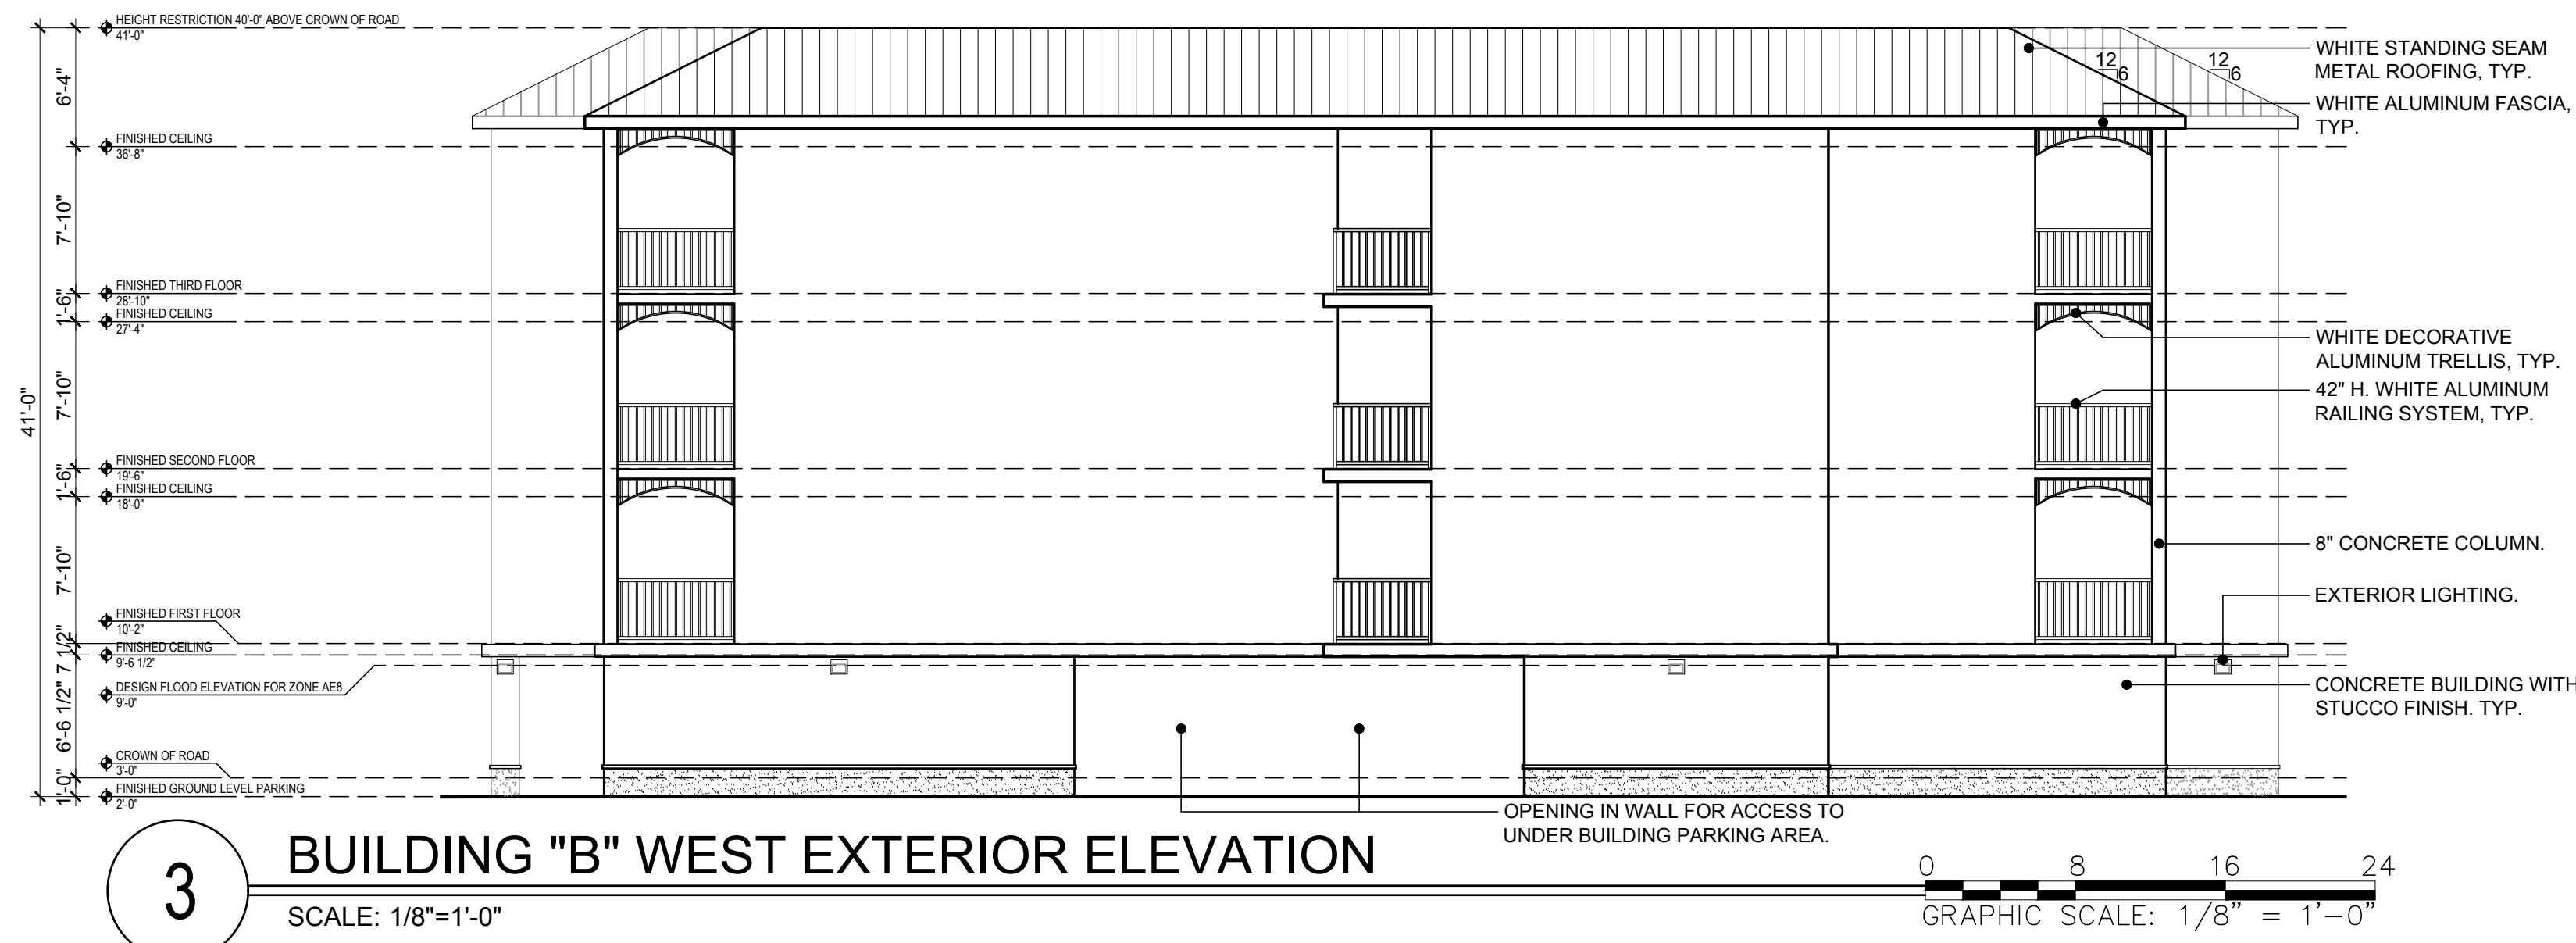 HEIGHT RESTRICTION 40'-0" ABOVE CROWN OF ROAD
41'-0"
FINISHED CEILING
36'-8"
FINISHED THIRD FLOOR
28'-10"
FINISHED CEILING
27'-4"
FINISHED SECOND FLOOR
19'-6"
FINISHED CEILING
18'-0"
FINISHED FIRST FLOOR
10'-2"
FINISHED CEILING
9'-6 1/2"
DESIGN FLOOD ELEVATION FOR ZONE AE8
9'-0"
CROWN OF ROAD
3'-0"
FINISHED GROUND LEVEL PARKING
2'-0"
41'-0"
6'-4"
7'-10"
1'-6"
7'-10"
1'-6"
7'-10"
7 1/2"
6'-6 1/2"
1'-0"
12
6
12
6
WHITE STANDING SEAM
METAL ROOFING, TYP.
WHITE ALUMINUM FASCIA,
TYP.
WHITE DECORATIVE
ALUMINUM TRELLIS, TYP.
42" H. WHITE ALUMINUM
RAILING SYSTEM, TYP.
8" CONCRETE COLUMN.
EXTERIOR LIGHTING.
CONCRETE BUILDING WITH
STUCCO FINISH. TYP.
OPENING IN WALL FOR ACCESS TO
UNDER BUILDING PARKING AREA.
3
BUILDING "B" WEST EXTERIOR ELEVATION
SCALE: 1/8"=1'-0"
0 8 16 24
GRAPHIC SCALE: 1/8" = 1'-0"